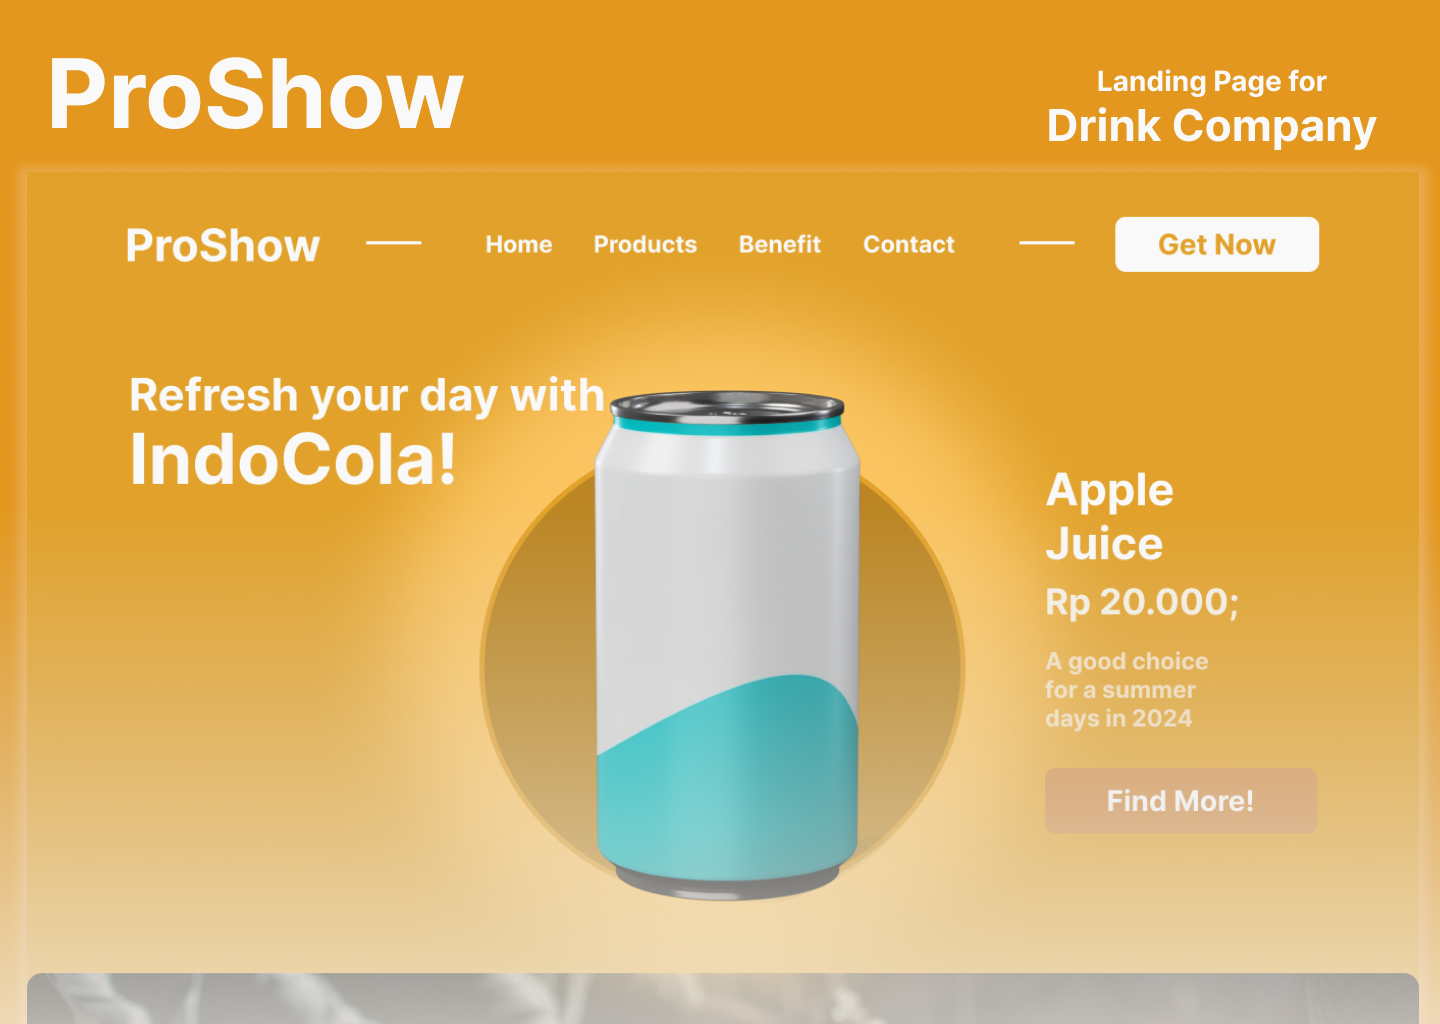 ProShow
Landing Page for
Drink Company
ProShow
Home Products Benefit Contact
Get Now
Refresh your day with
IndoCola!
Apple
Juice
Rp 20.000;
A good choice
for a summer
days in 2024
Find More!